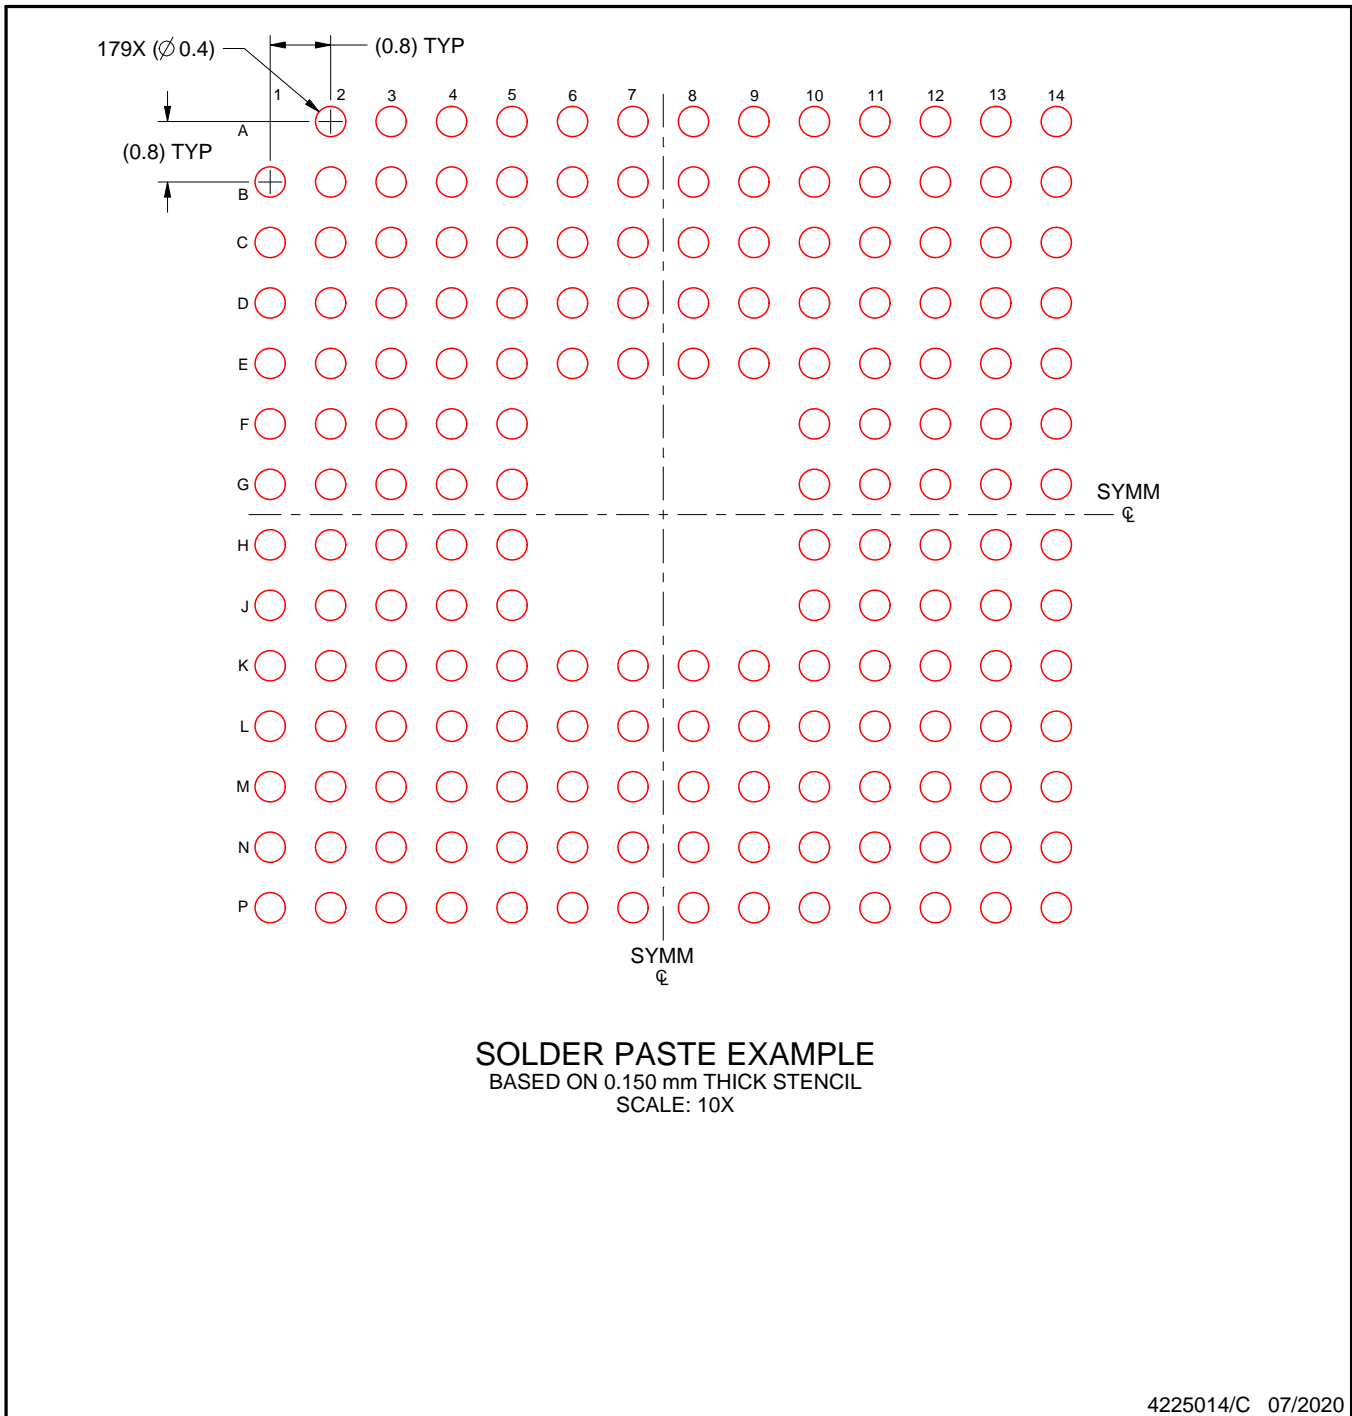 179X (∅ 0.4)
(0.8) TYP
1 2 3 4 5 6 7 8 9 10 11 12 13 14
A
(0.8) TYP
B
C
D
E
F
G
SYMM
℄
H
J
K
L
M
N
P
SYMM
℄
SOLDER PASTE EXAMPLE
BASED ON 0.150 mm THICK STENCIL
SCALE: 10X
4225014/C 07/2020